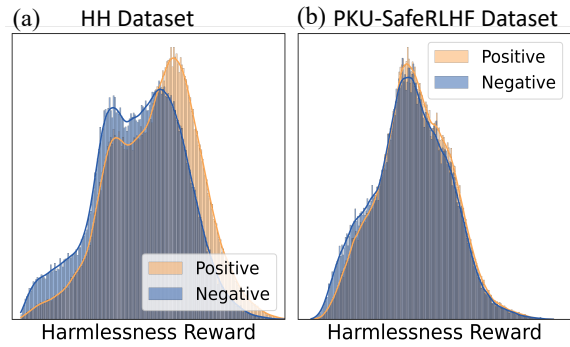 (a) HH Dataset
Positive
Negative
Harmlessness Reward
(b) PKU-SafeRLHF Dataset
Positive
Negative
Harmlessness Reward